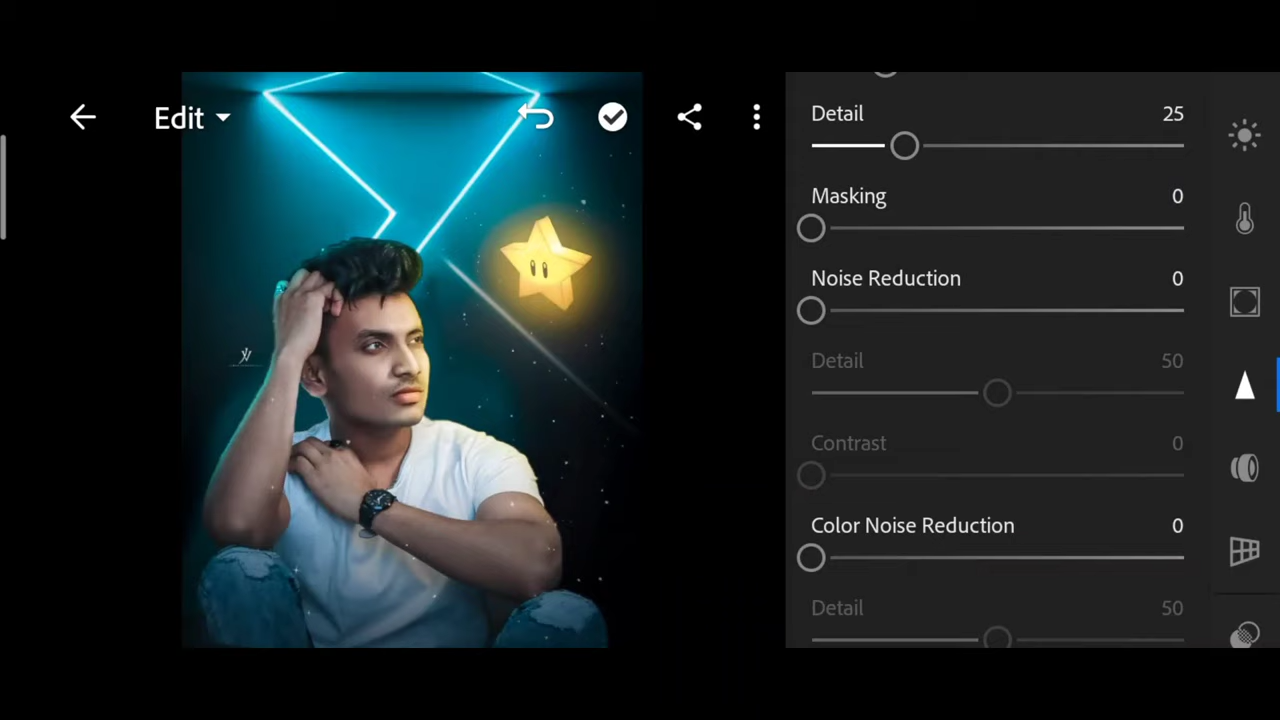 Edit
Detail 25
Masking 0
Noise Reduction 0
Detail 50
Contrast 0
Color Noise Reduction 0
Detail 50